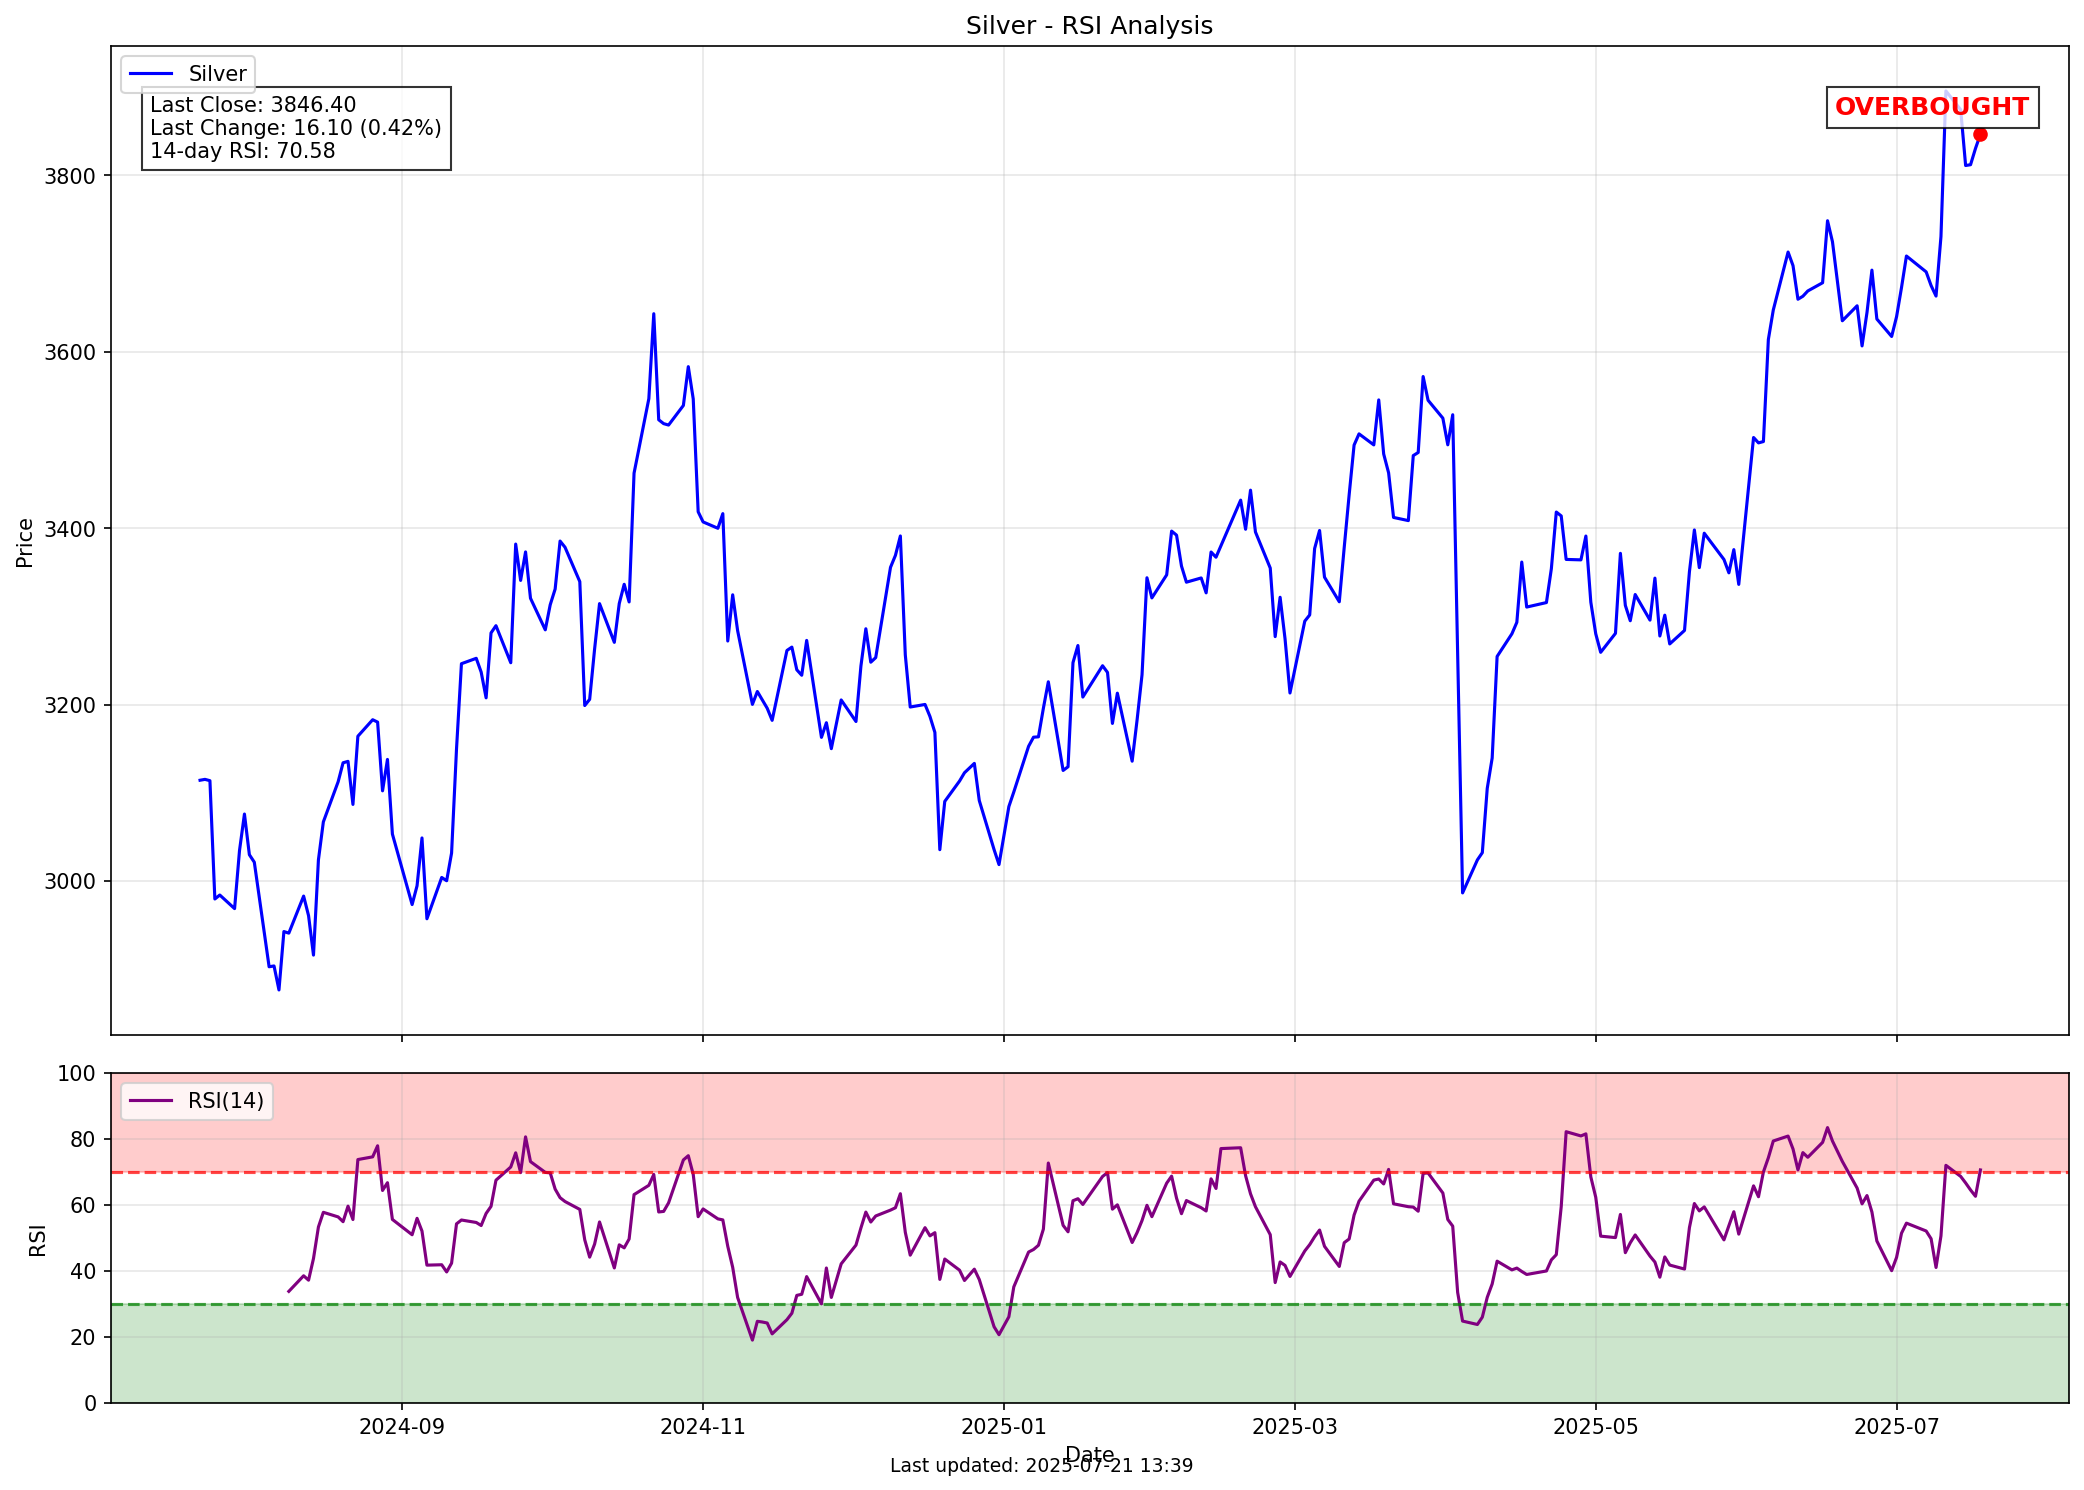 Silver - RSI Analysis
Silver
Last Close: 3846.40
Last Change: 16.10 (0.42%)
14-day RSI: 70.58
OVERBOUGHT
Price
3800
3600
3400
3200
3000
RSI(14)
RSI
100
80
60
40
20
0
2024-09
2024-11
2025-01
2025-03
2025-05
2025-07
Date
Last updated: 2025-07-21 13:39